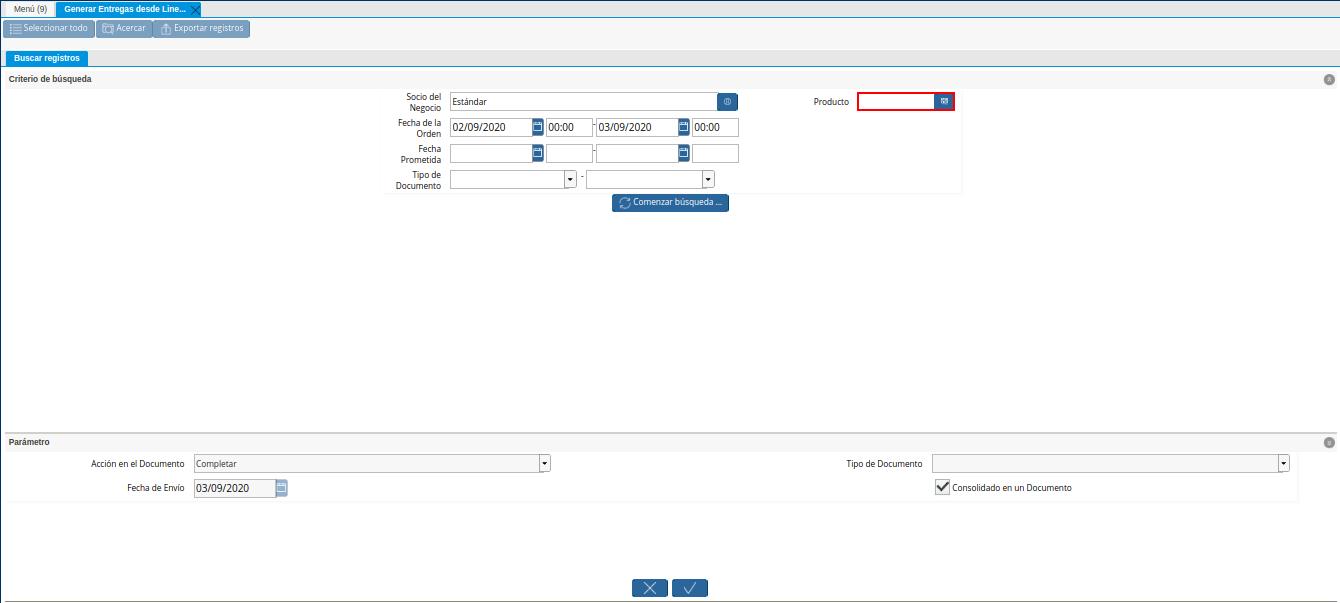 Menú (9)
Generar Entregas desde Line...
Seleccionar todo
Acercar
Exportar registros
Buscar registros
Criterio de búsqueda
Socio del
Negocio
Estándar
Producto
Fecha de la
Orden
02/09/2020
00:00
-
03/09/2020
00:00
Fecha
Prometida
-
Tipo de
Documento
-
Comenzar búsqueda ...
Parámetro
Acción en el Documento
Completar
Tipo de Documento
Fecha de Envío
03/09/2020
Consolidado en un Documento